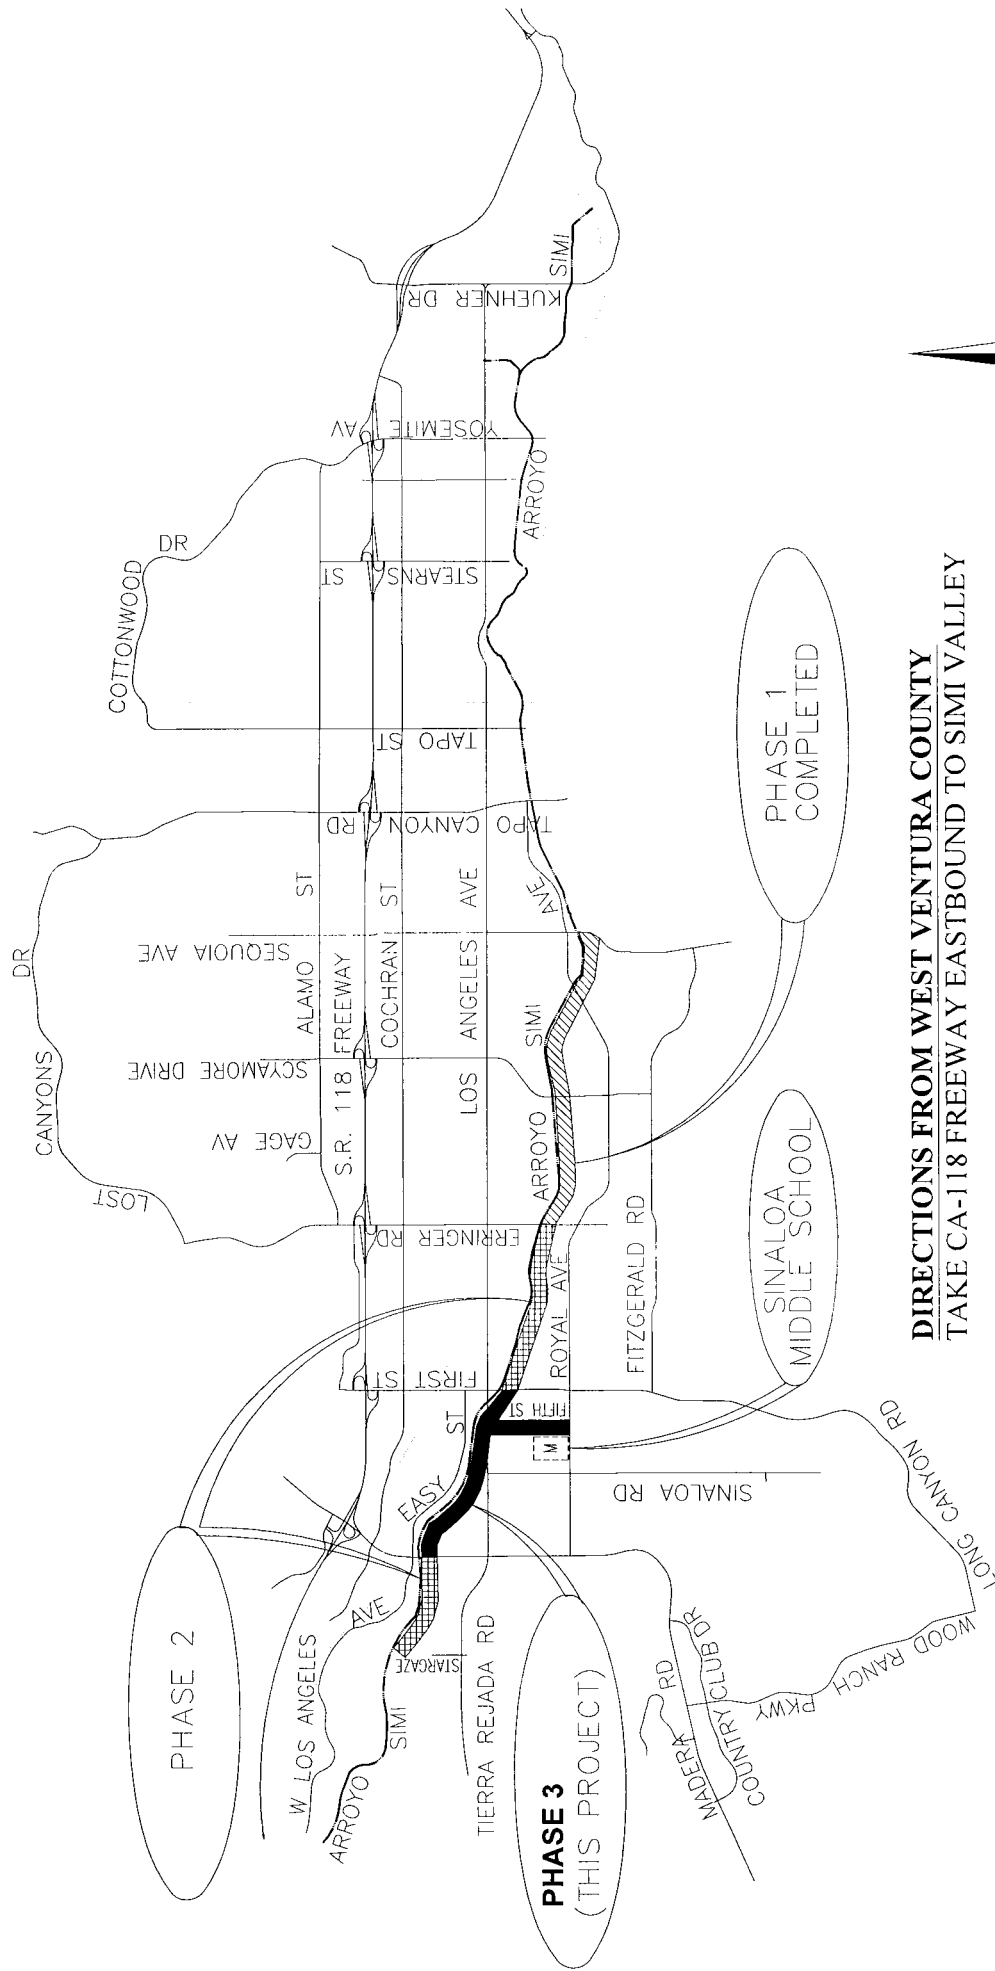 COTTONWOOD
DR
LOST
CANYONS
DR
PHASE 2
W LOS ANGELES
AVE
ARROYO
SIMI
STARGAZE
TIERRA REJADA RD
EASY
ST
FIRST ST
ERRINGER RD
GAGE AV
SCYAMORE DRIVE
SEQUOIA AVE
ALAMO
ST
S.R. 118 FREEWAY
COCHRAN
ST
LOS
ANGELES
AVE
TAPO CANYON RD
TAPO ST
STEARNS ST
YOSEMITE AV
KUEHNER DR
SIMI
ARROYO
AVE
SIMI
ARROYO
ROYAL AVE
FITZGERALD RD
FIFTH ST
M
SINALOA RD
LONG CANYON RD
WOOD RANCH
PKWY
COUNTRY CLUB DR
MADERA
RD
PHASE 3
(THIS PROJECT)
SINALOA
MIDDLE SCHOOL
PHASE 1
COMPLETED
DIRECTIONS FROM WEST VENTURA COUNTY
TAKE CA-118 FREEWAY EASTBOUND TO SIMI VALLEY